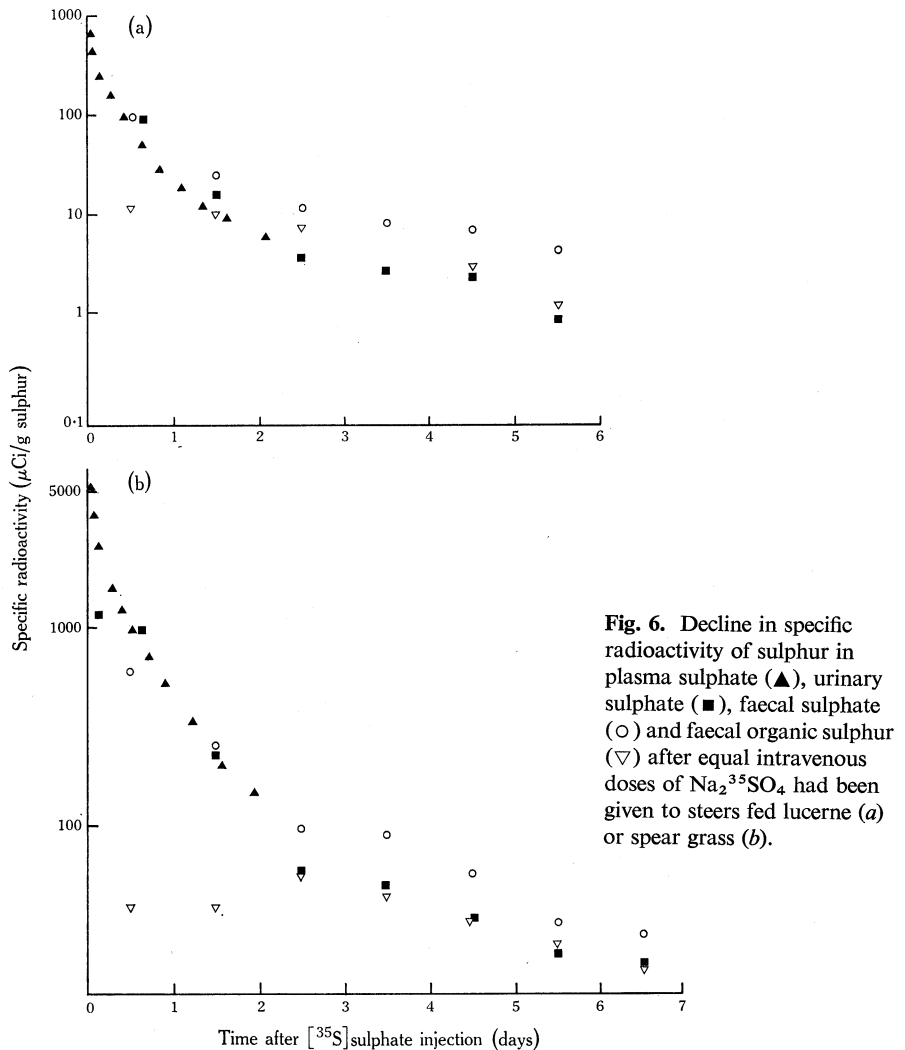 1000
(a)
100
10
1
0·1
0 1 2 3 4 5 6
Specific radioactivity (μCi/g sulphur)
(b)
5000
1000
100
0 1 2 3 4 5 6 7
Time after [³⁵S]sulphate injection (days)
Fig. 6. Decline in specific
radioactivity of sulphur in
plasma sulphate (▲), urinary
sulphate (■), faecal sulphate
(○) and faecal organic sulphur
(▽) after equal intravenous
doses of Na₂³⁵SO₄ had been
given to steers fed lucerne (a)
or spear grass (b).